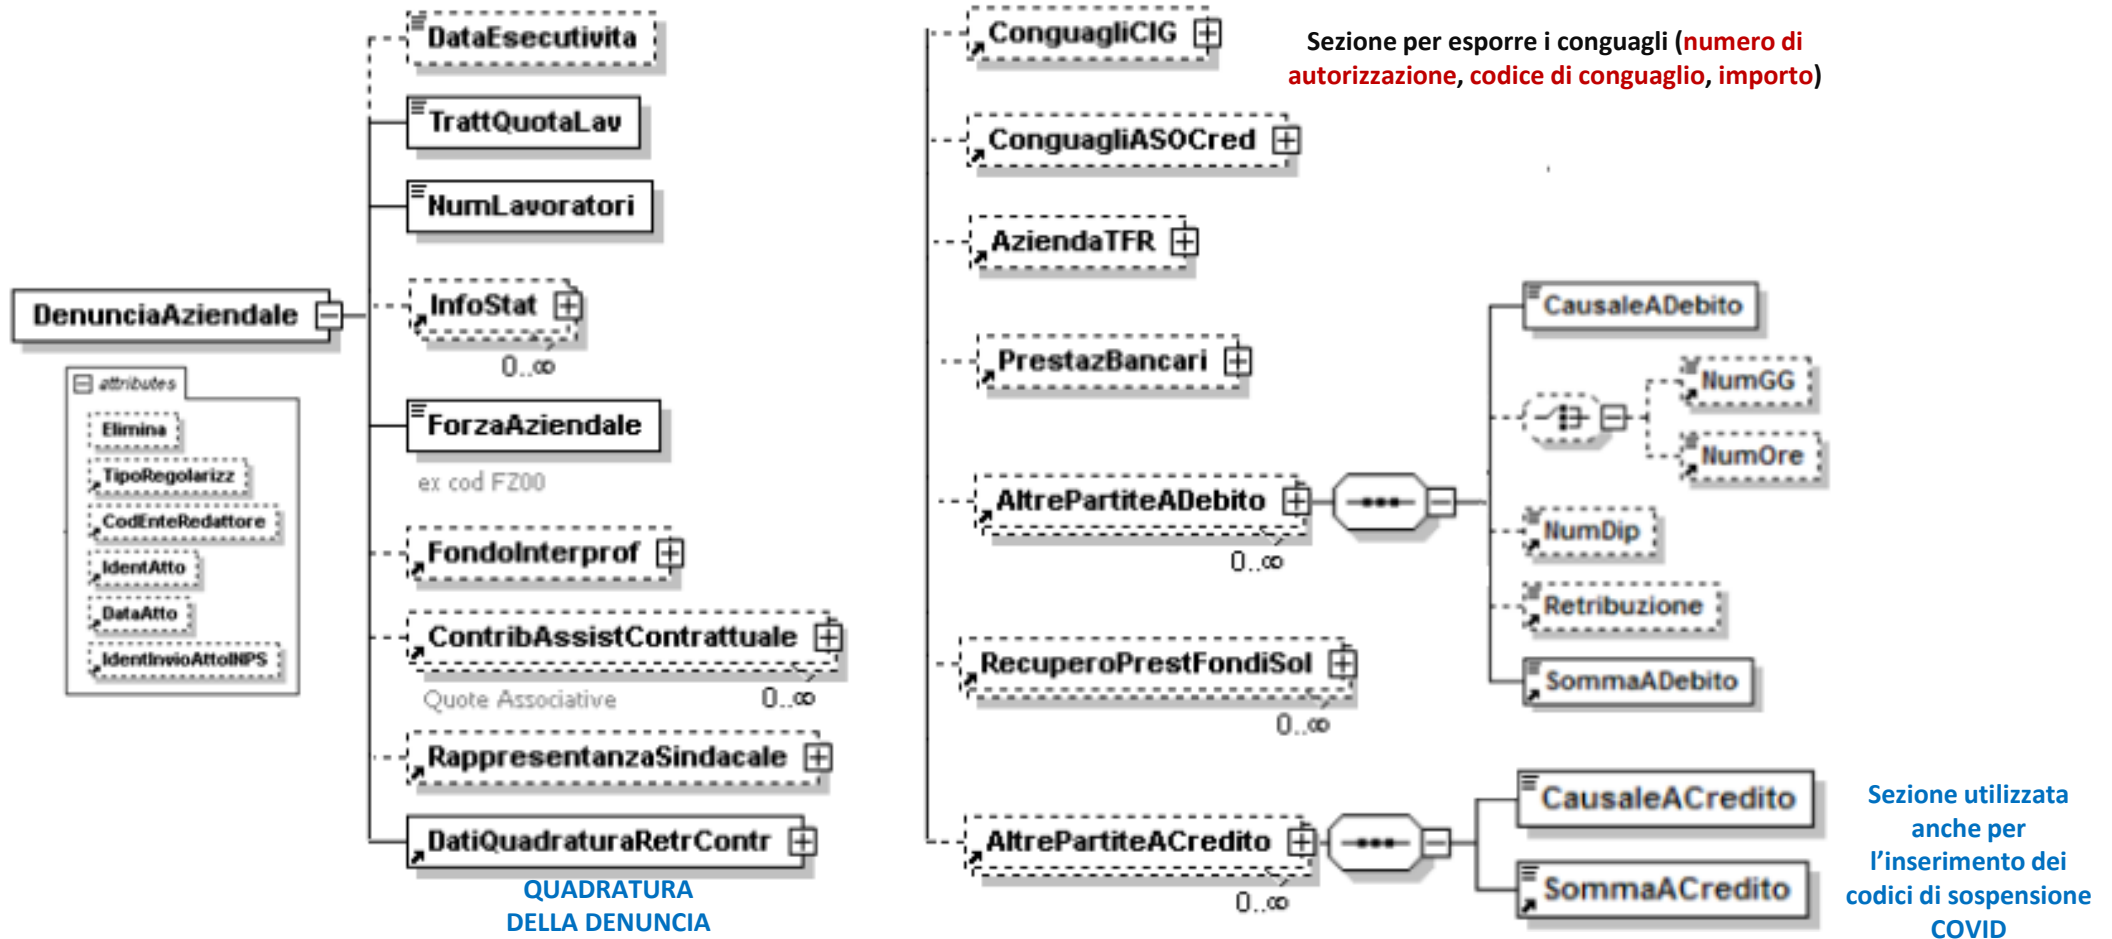 DenunciaAziendale
attributes
Elimina
TipoRegolarizz
CodEnteRedattore
IdentAtto
DataAtto
IdentInvioAttoINPS
DataEsecutivita
TrattQuotaLav
NumLavoratori
InfoStat
0..∞
ForzaAziendale
ex cod FZ00
FondoInterprof
ContribAssistContrattuale
Quote Associative
0..∞
RappresentanzaSindacale
DatiQuadraturaRetrContr
QUADRATURA
DELLA DENUNCIA
ConguagliCIG
Sezione per esporre i conguagli (numero di
autorizzazione, codice di conguaglio, importo)
ConguagliASOCred
AziendaTFR
PrestazBancari
AltrePartiteADebito
0..∞
CausaleADebito
NumGG
NumOre
NumDip
Retribuzione
SommaADebito
RecuperoPrestFondiSol
0..∞
AltrePartiteACredito
0..∞
CausaleACredito
SommaACredito
Sezione utilizzata
anche per
l'inserimento dei
codici di sospensione
COVID